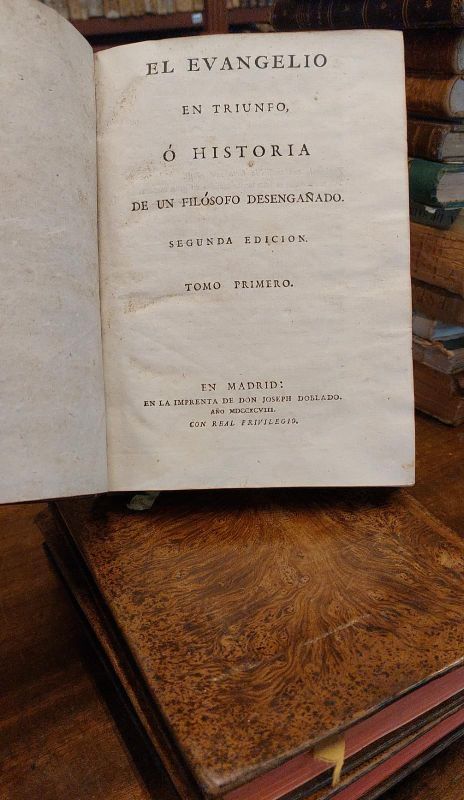 EL EVANGELIO
EN TRIUNFO,
Ó HISTORIA
DE UN FILÓSOFO DESENGAÑADO.
SEGUNDA EDICION.
TOMO PRIMERO.
EN MADRID:
EN LA IMPRENTA DE DON JOSEPH DOBLADO.
AÑO MDCCXCVIII.
CON REAL PRIVILEGIO.